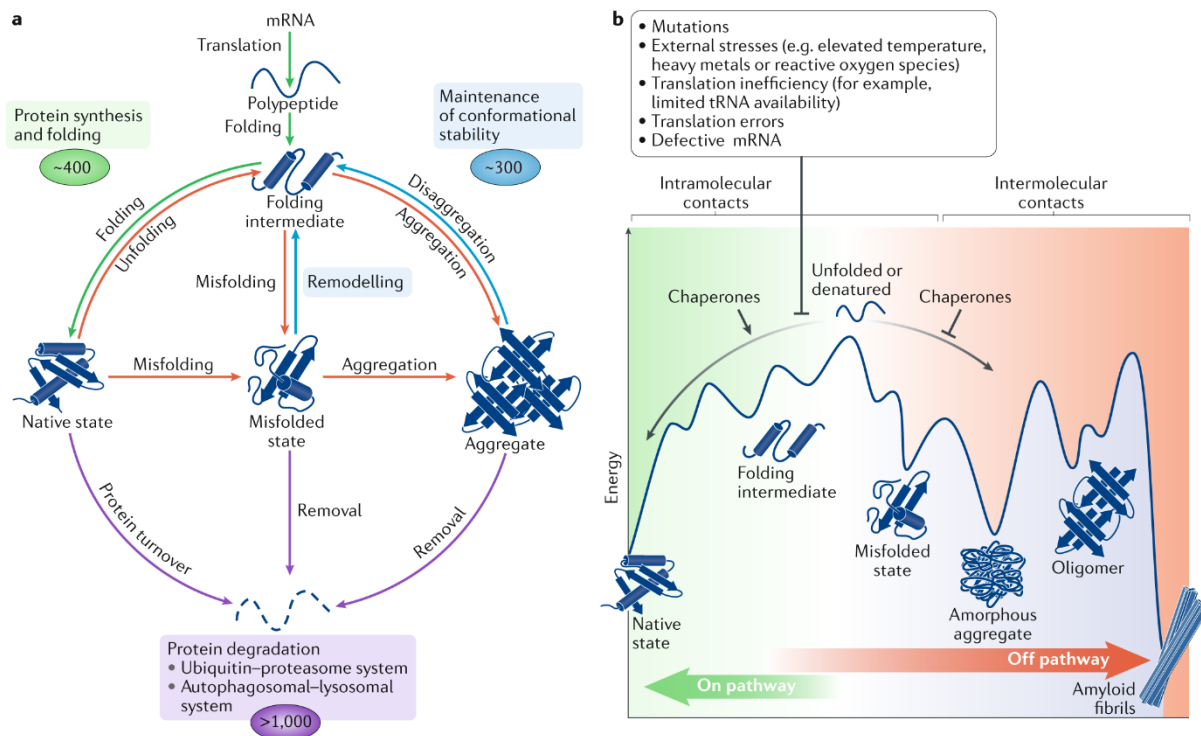 a
mRNA
Translation
Polypeptide
Folding
Protein synthesis
and folding
~400
Maintenance
of conformational
stability
~300
Folding
intermediate
Folding
Unfolding
Disaggregation
Aggregation
Misfolding
Remodelling
Native state
Misfolding
Misfolded
state
Aggregation
Aggregate
Protein turnover
Removal
Removal
Protein degradation
• Ubiquitin–proteasome system
• Autophagosomal–lysosomal
system
>1,000
b
• Mutations
• External stresses (e.g. elevated temperature,
heavy metals or reactive oxygen species)
• Translation inefficiency (for example,
limited tRNA availability)
• Translation errors
• Defective mRNA
Intramolecular
contacts
Intermolecular
contacts
Energy
Chaperones
Unfolded or
denatured
Chaperones
Folding
intermediate
Misfolded
state
Oligomer
Amorphous
aggregate
Native
state
On pathway
Off pathway
Amyloid
fibrils